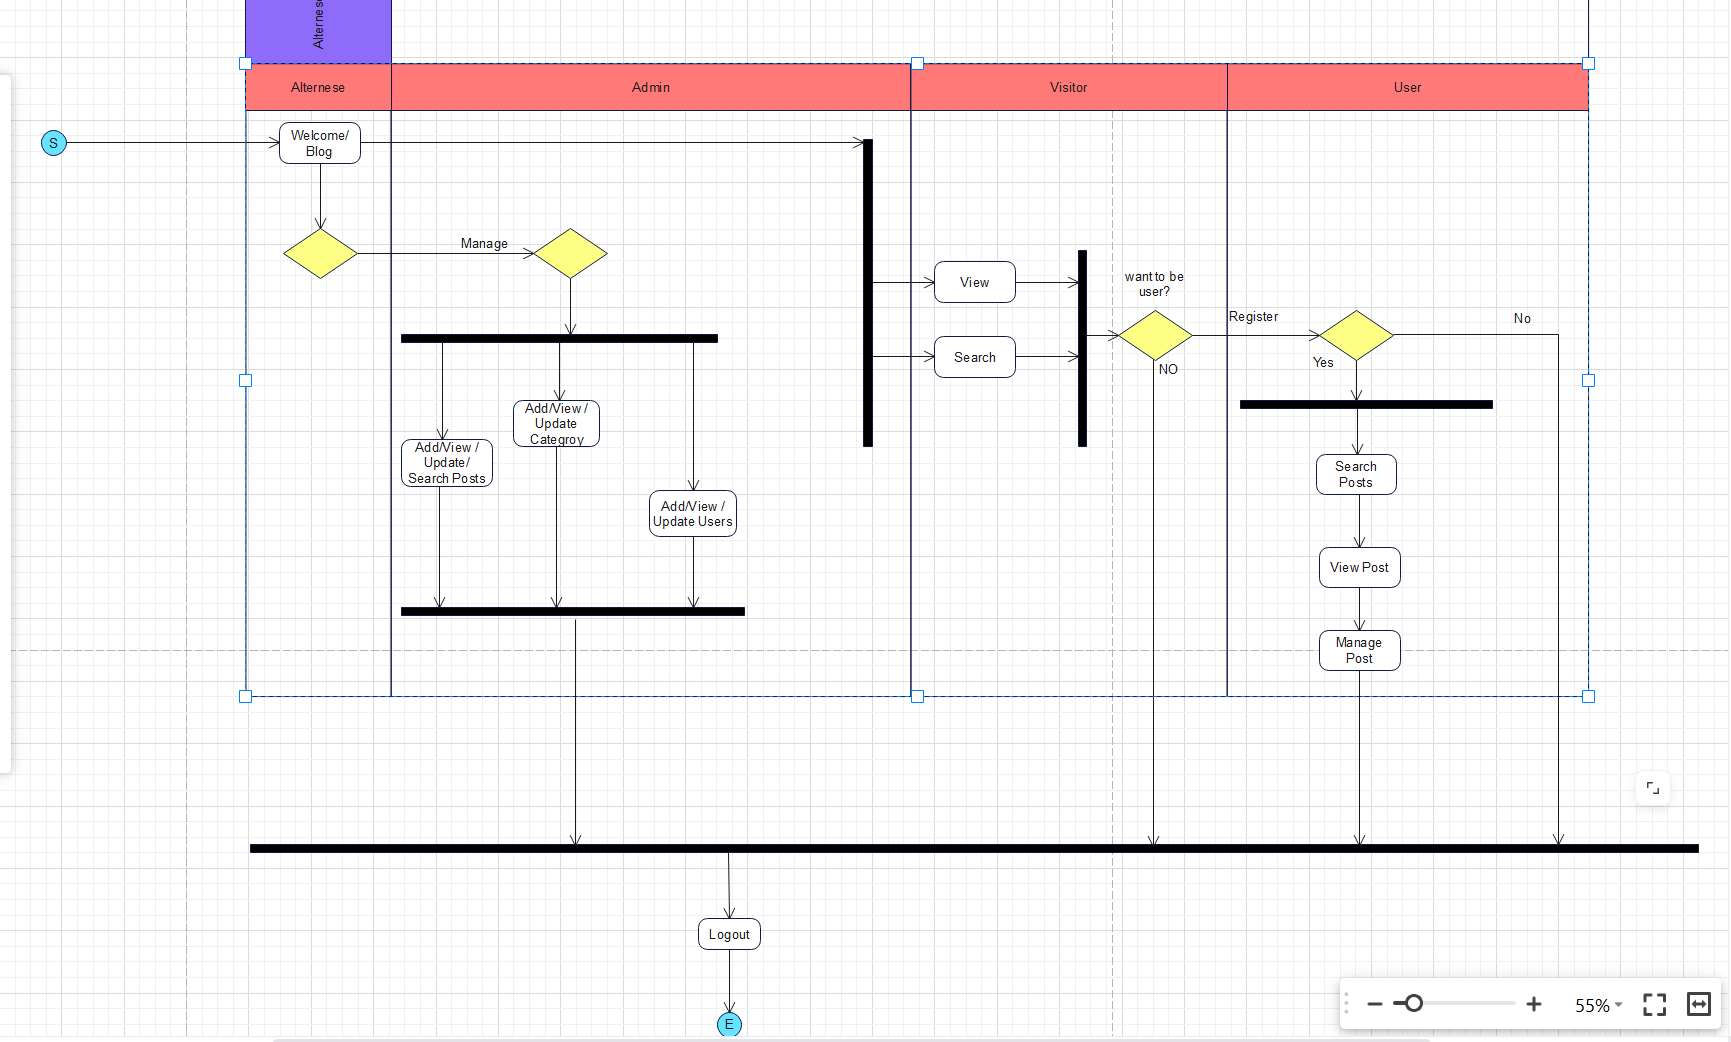 Alternese
Alternese
Admin
Visitor
User
S
Welcome/
Blog
Manage
View
Search
want to be
user?
Register
No
Yes
NO
Add/View /
Update
Categroy
Add/View /
Update/
Search Posts
Add/View /
Update Users
Search
Posts
View Post
Manage
Post
Logout
E
55%